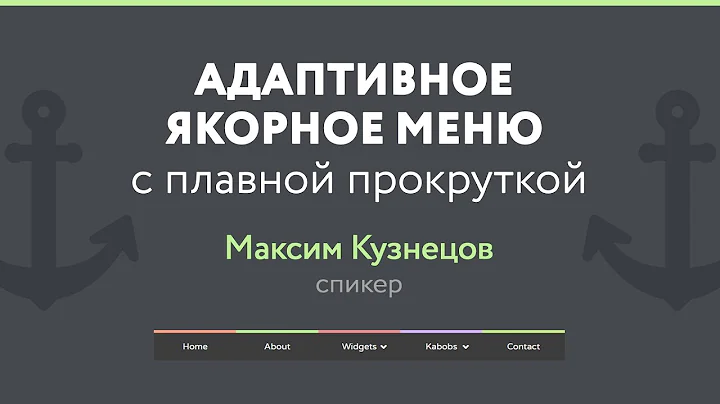 АДАПТИВНОЕ
ЯКОРНОЕ МЕНЮ
с плавной прокруткой
Максим Кузнецов
спикер
Home About Widgets Kabobs Contact